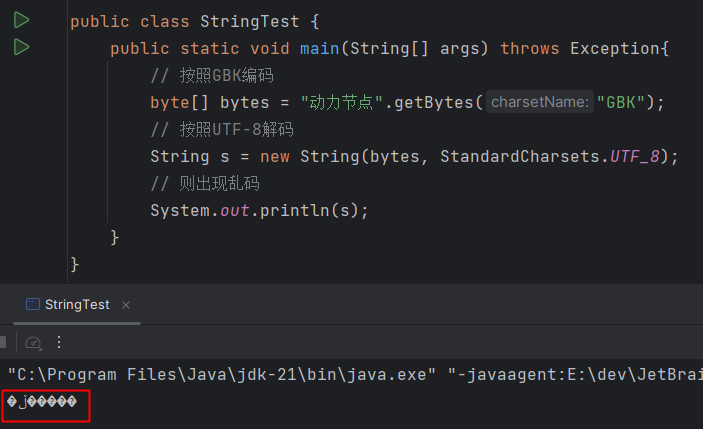 public class StringTest {
public static void main(String[] args) throws Exception{
// 按照GBK编码
byte[] bytes = "动力节点".getBytes( charsetName: "GBK");
// 按照UTF-8解码
String s = new String(bytes, StandardCharsets.UTF_8);
// 则出现乱码
System.out.println(s);
}
}
StringTest ×
"C:\Program Files\Java\jdk-21\bin\java.exe" "-javaagent:E:\dev\JetBrai
�ڵ�����